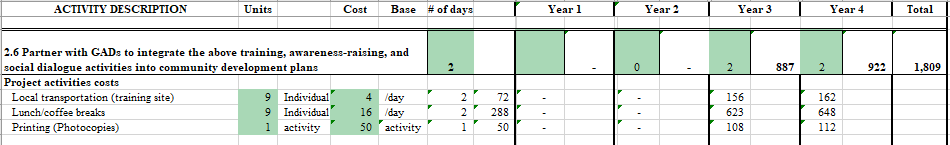 ACTIVITY DESCRIPTION Units Cost Base # of days Year 1 Year 2 Year 3 Year 4 Total
2.6 Partner with GADs to integrate the above training, awareness-raising, and
social dialogue activities into community development plans 2 - 0 - 2 887 2 922 1,809
Project activities costs
Local transportation (training site) 9 Individual 4 /day 2 72 - - 156 162
Lunch/coffee breaks 9 Individual 16 /day 2 288 - - 623 648
Printing (Photocopies) 1 activity 50 activity 1 50 - - 108 112